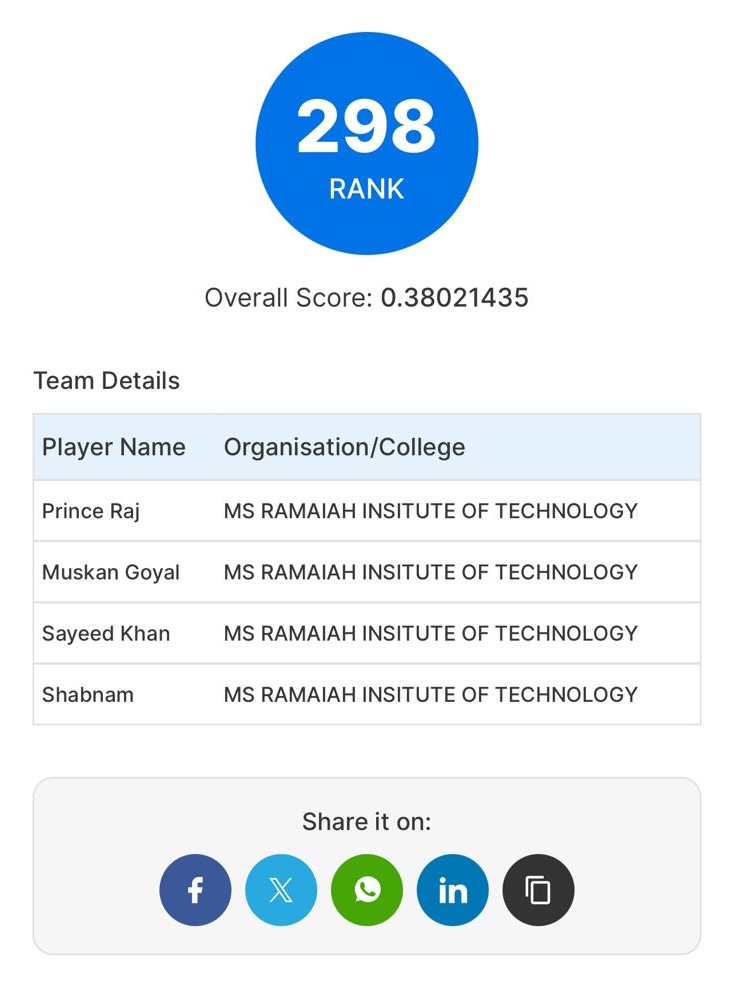 298
RANK
Overall Score: 0.38021435
Team Details
Player Name Organisation/College
Prince Raj MS RAMAIAH INSITUTE OF TECHNOLOGY
Muskan Goyal MS RAMAIAH INSITUTE OF TECHNOLOGY
Sayeed Khan MS RAMAIAH INSITUTE OF TECHNOLOGY
Shabnam MS RAMAIAH INSITUTE OF TECHNOLOGY
Share it on: